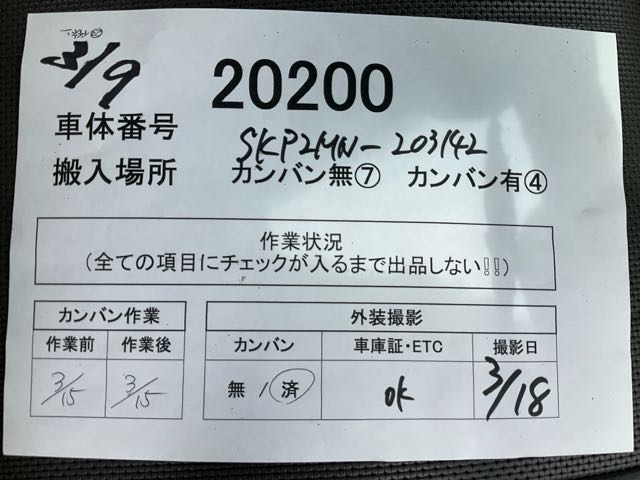 3/9
20200
車体番号 SKP2MN-203142
搬入場所 カンバン無⑦ カンバン有④
作業状況
(全ての項目にチェックが入るまで出品しない!!)
カンバン作業 外装撮影
作業前 作業後 カンバン 車庫証・ETC 撮影日
3/15 3/15 無 / 済 ok 3/18